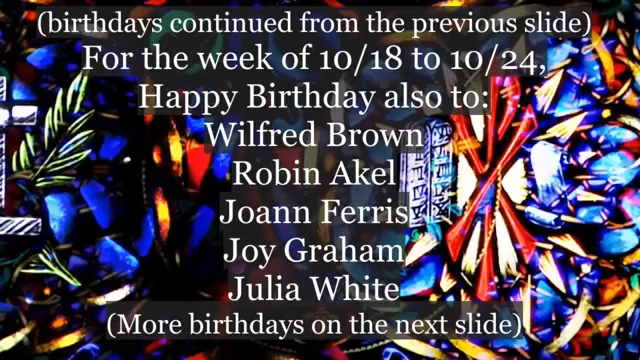 (birthdays continued from the previous slide)
For the week of 10/18 to 10/24,
Happy Birthday also to:
Wilfred Brown
Robin Akel
Joann Ferris
Joy Graham
Julia White
(More birthdays on the next slide)